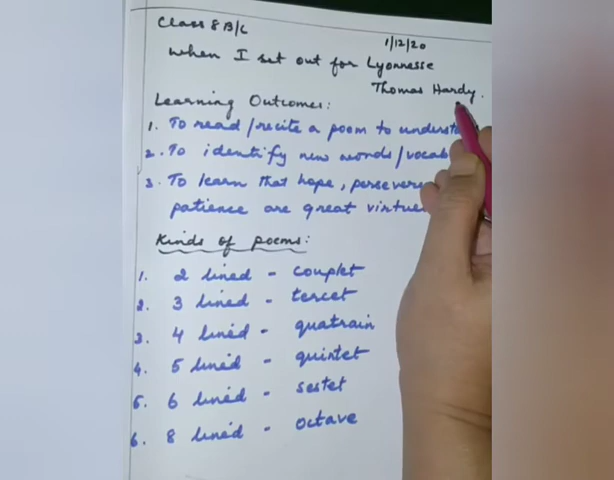 Class 8 B/C
1/12/20
When I set out for Lyonnesse
Thomas Hardy.
Learning Outcomes:
1. To read/recite a poem to underst
2. To identify new words/vocab
3. To learn that hope, persevere
patience are great virtue
Kinds of poems:
1. 2 lined - couplet
2. 3 lined - tercet
3. 4 lined - quatrain
4. 5 lined - quintet
5. 6 lined - sestet
6. 8 lined - octave